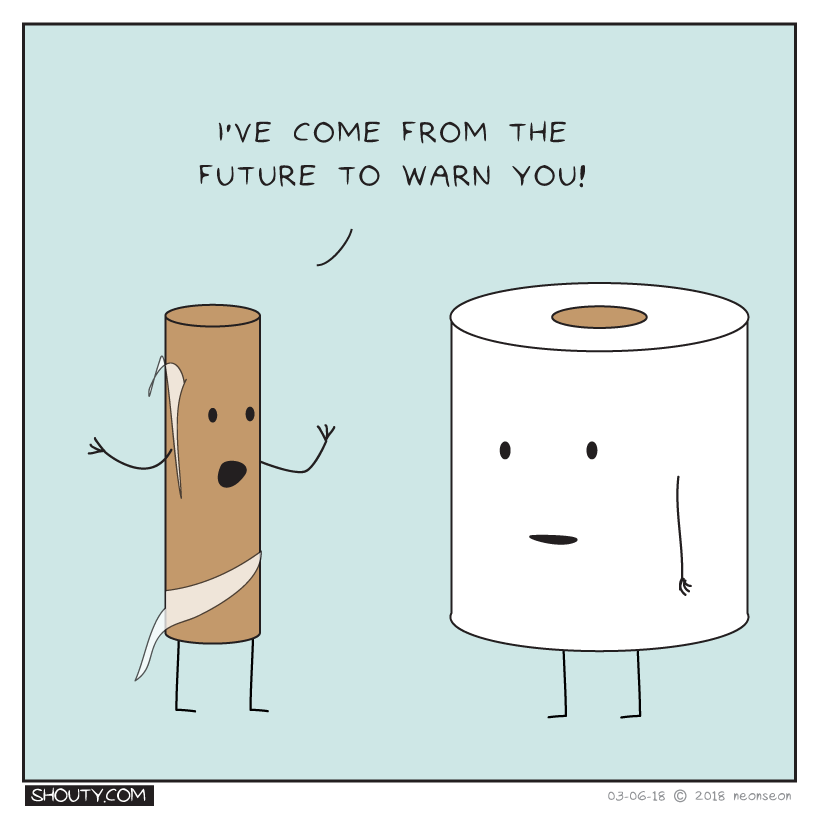 I'VE COME FROM THE
FUTURE TO WARN YOU!
SHOUTY.COM
03-06-18 © 2018 neonseon